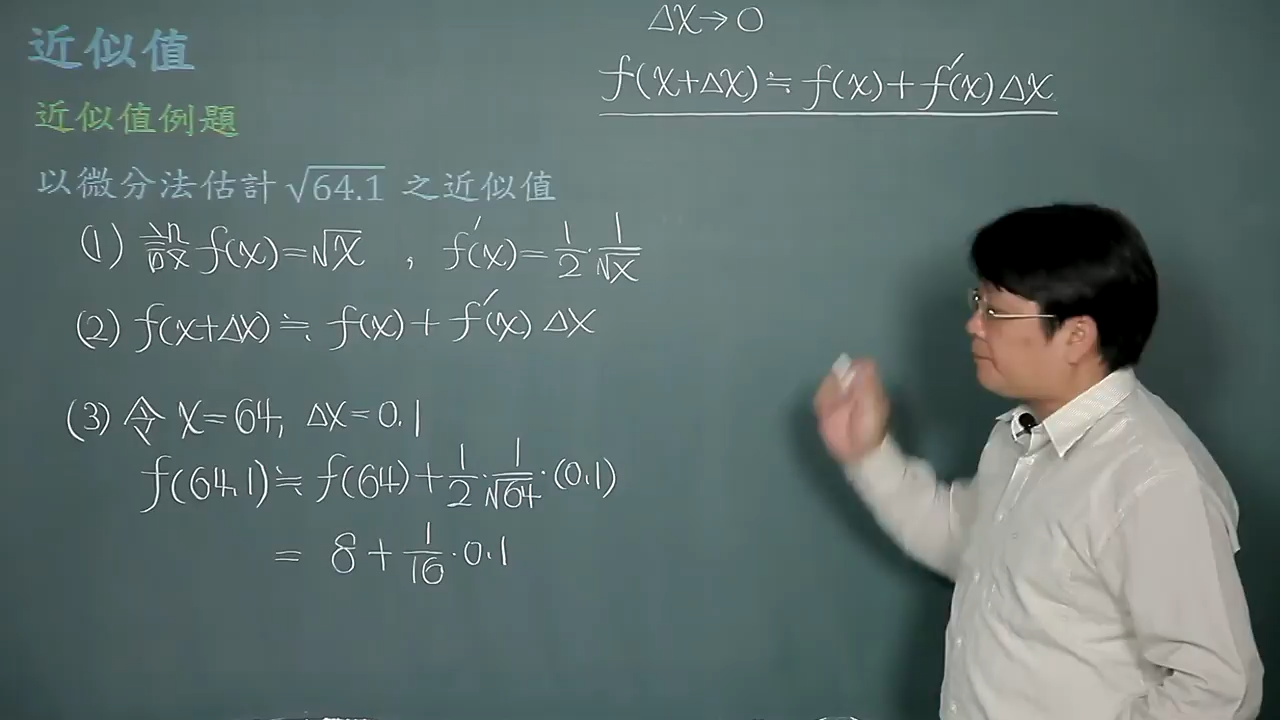 近似值
近似值例題
以微分法估計 √64.1 之近似值
ΔX→0
f(X+ΔX)≒f(X)+f'(X)ΔX
(1) 設 f(X)=√X , f'(X)=1/2·1/√X
(2) f(X+ΔX)≒f(X)+f'(X)ΔX
(3) 令 X=64, ΔX=0.1
f(64.1)≒f(64)+1/2·1/√64·(0.1)
= 8+1/16·0.1